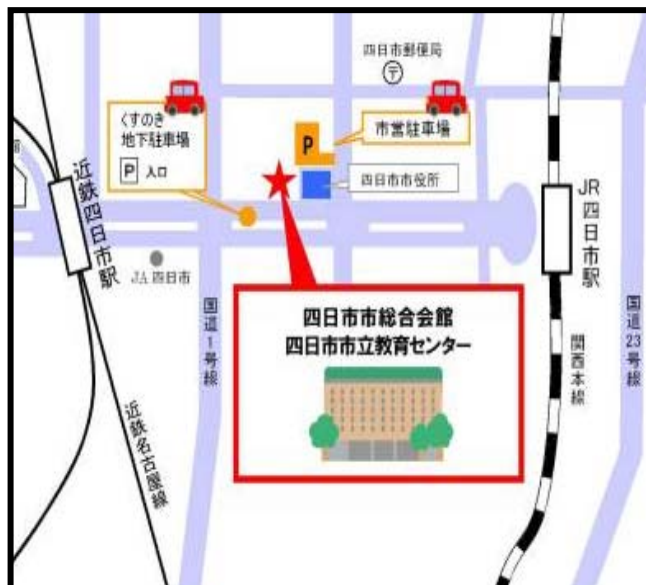 四日市郵便局
〒
くすのき
地下駐車場
P 入口
P
市営駐車場
四日市市役所
近鉄四日市駅
JR四日市駅
JA 四日市
国道1号線
四日市市総合会館
四日市市立教育センター
関西本線
国道23号線
近鉄名古屋線